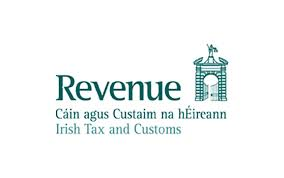 Revenue
Cáin agus Custaim na hÉireann
Irish Tax and Customs